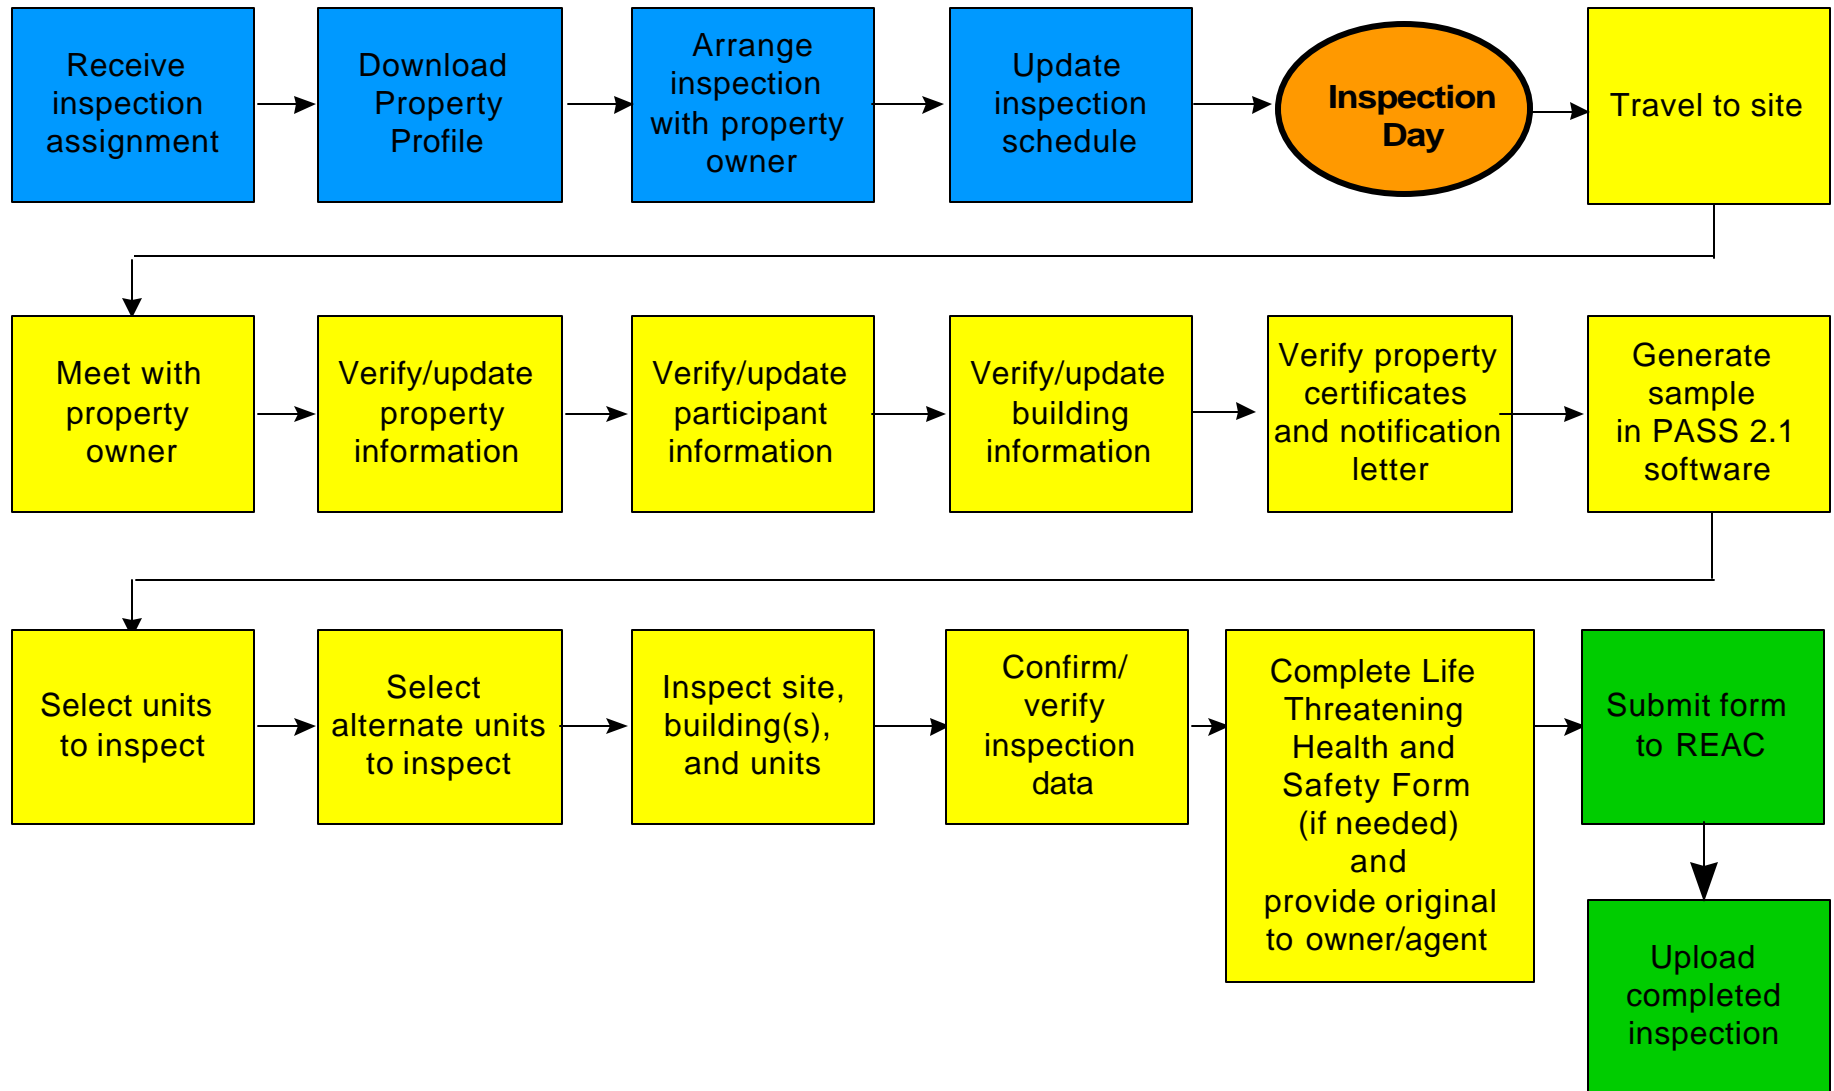 Receive
inspection
assignment
Download
Property
Profile
Arrange
inspection
with property
owner
Update
inspection
schedule
Inspection
Day
Travel to site
Meet with
property
owner
Verify/update
property
information
Verify/update
participant
information
Verify/update
building
information
Verify property
certificates
and notification
letter
Generate
sample
in PASS 2.1
software
Select units
to inspect
Select
alternate units
to inspect
Inspect site,
building(s),
and units
Confirm/
verify
inspection
data
Complete Life
Threatening
Health and
Safety Form
(if needed)
and
provide original
to owner/agent
Submit form
to REAC
Upload
completed
inspection